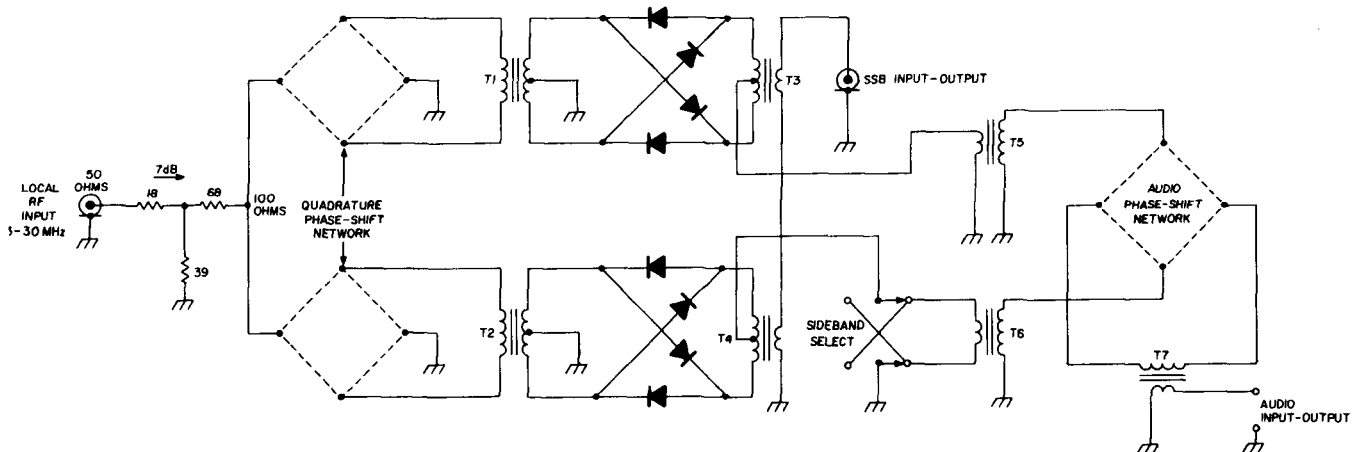 LOCAL
RF
INPUT
3-30 MHz
50
OHMS
18
7dB
68
39
100
OHMS
QUADRATURE
PHASE-SHIFT
NETWORK
T1
T2
T3
SSB INPUT-OUTPUT
T4
SIDEBAND
SELECT
T5
T6
AUDIO
PHASE-SHIFT
NETWORK
T7
AUDIO
INPUT-OUTPUT